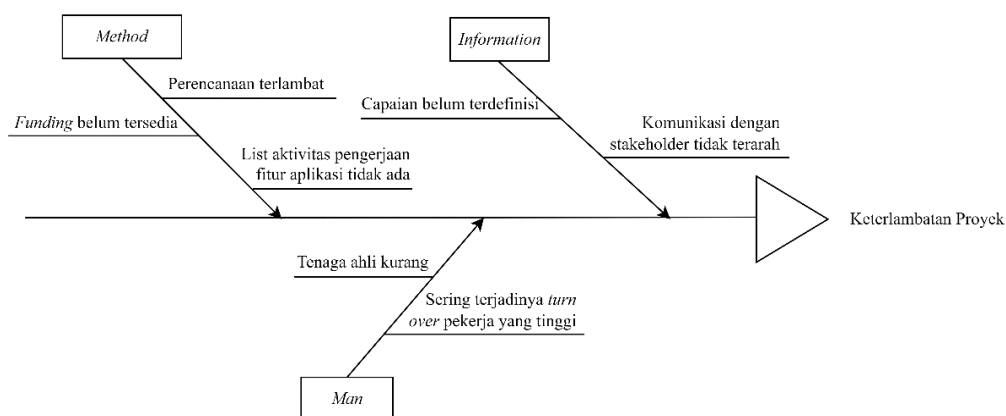 Method
Information
Perencanaan terlambat
Capaian belum terdefinisi
Funding belum tersedia
Komunikasi dengan
stakeholder tidak terarah
List aktivitas pengerjaan
fitur aplikasi tidak ada
Keterlambatan Proyek
Tenaga ahli kurang
Sering terjadinya turn
over pekerja yang tinggi
Man